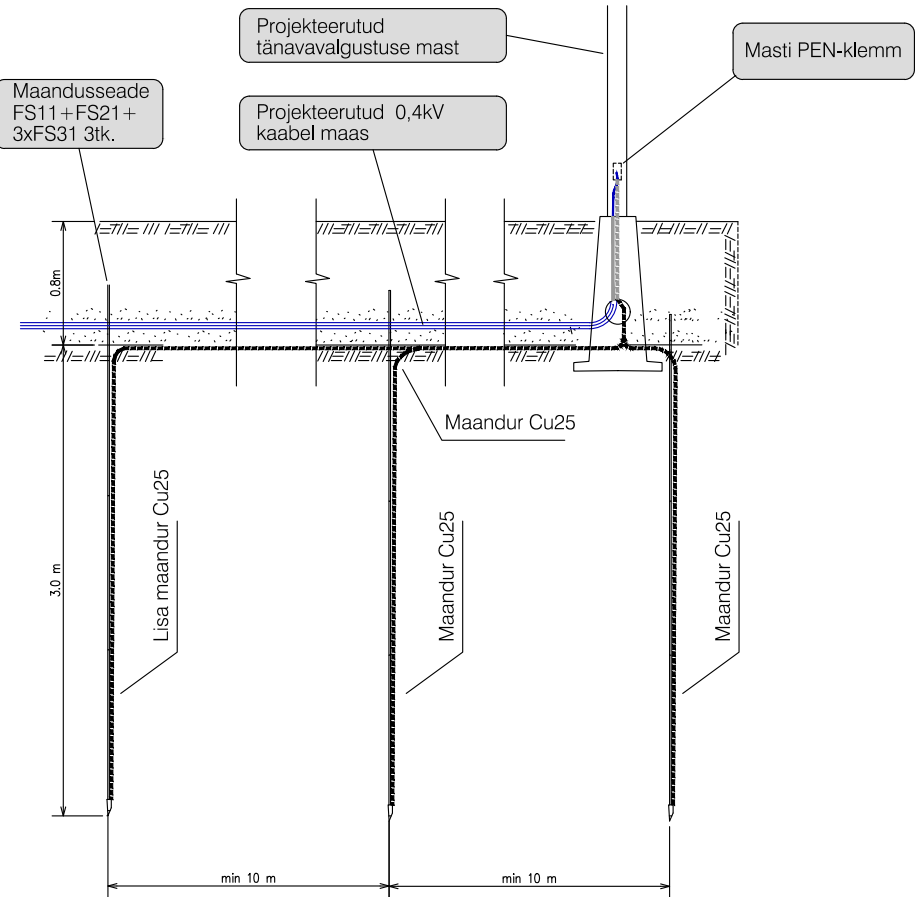 Projekteerutud
tänavavalgustuse mast
Masti PEN-klemm
Maandusseade
FS11+FS21+
3xFS31 3tk.
Projekteerutud 0,4kV
kaabel maas
0.8m
Maandur Cu25
3.0 m
Lisa maandur Cu25
Maandur Cu25
Maandur Cu25
min 10 m
min 10 m